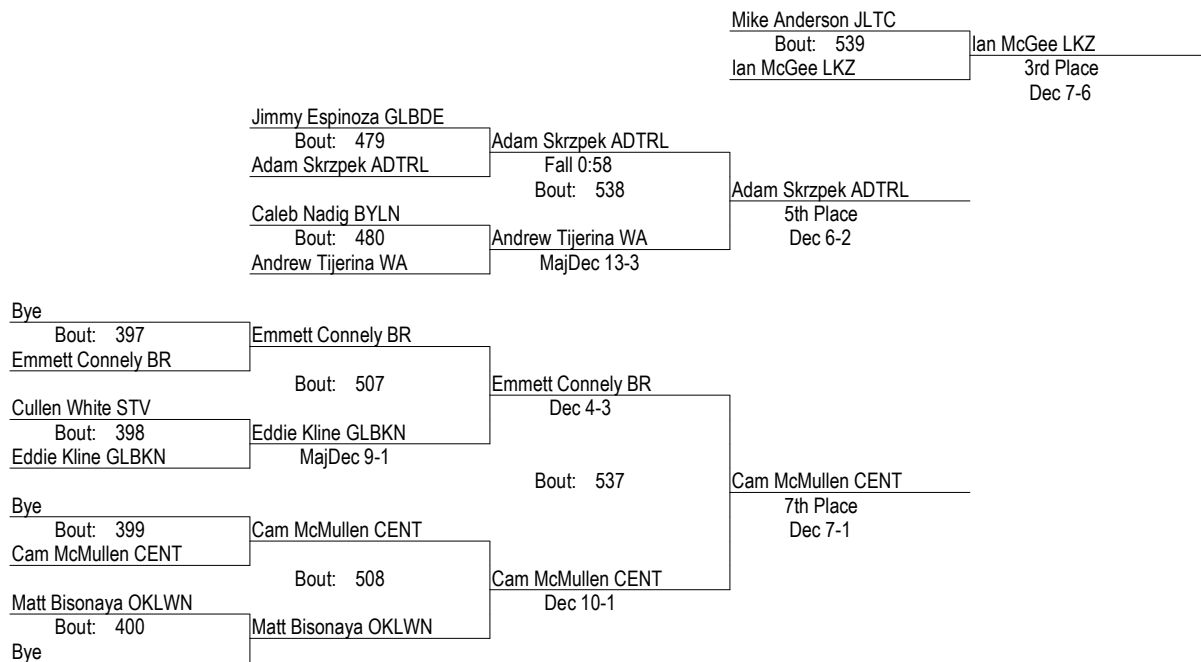 Mike Anderson JLTC
Bout: 539
Ian McGee LKZ
Ian McGee LKZ
3rd Place
Dec 7-6
Jimmy Espinoza GLBDE
Bout: 479
Adam Skrzpek ADTRL
Adam Skrzpek ADTRL
Fall 0:58
Bout: 538
Adam Skrzpek ADTRL
5th Place
Dec 6-2
Caleb Nadig BYLN
Bout: 480
Andrew Tijerina WA
Andrew Tijerina WA
MajDec 13-3
Bye
Bout: 397
Emmett Connely BR
Emmett Connely BR
Bout: 507
Emmett Connely BR
Dec 4-3
Cullen White STV
Bout: 398
Eddie Kline GLBKN
Eddie Kline GLBKN
MajDec 9-1
Bout: 537
Cam McMullen CENT
7th Place
Dec 7-1
Bye
Bout: 399
Cam McMullen CENT
Cam McMullen CENT
Bout: 508
Cam McMullen CENT
Dec 10-1
Matt Bisonaya OKLWN
Bout: 400
Matt Bisonaya OKLWN
Bye